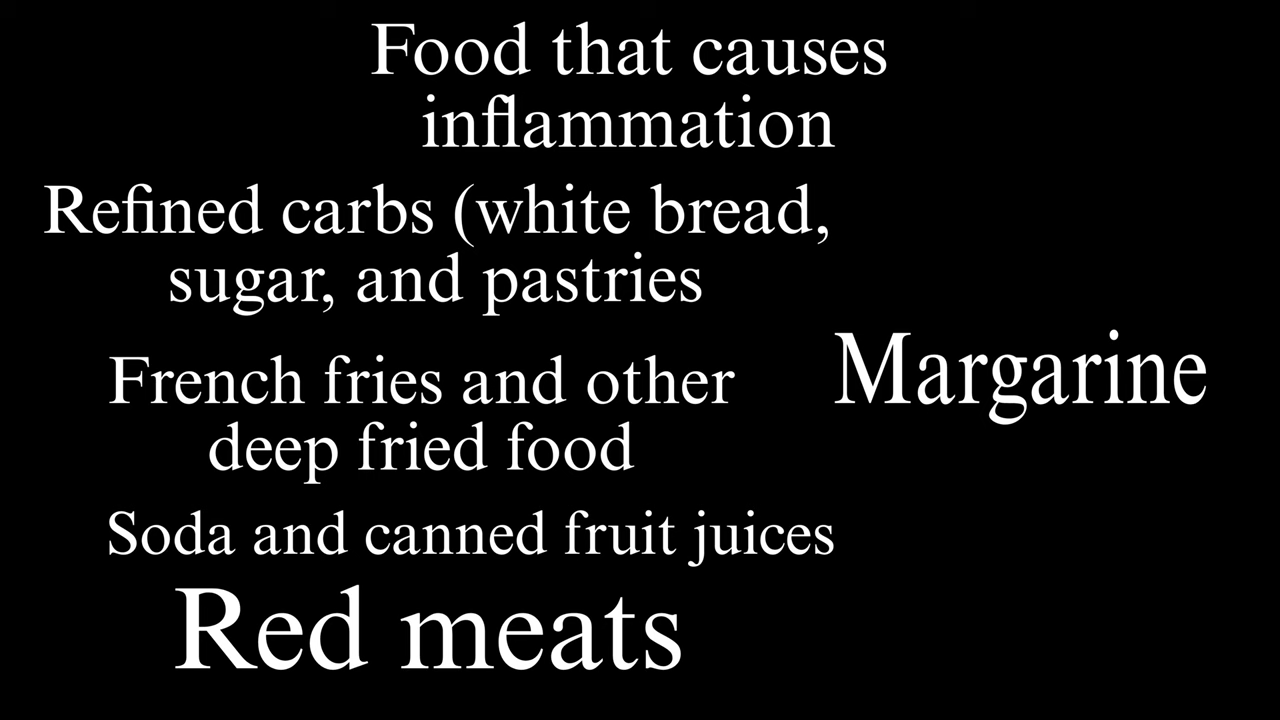 Food that causes
inflammation
Refined carbs (white bread,
sugar, and pastries
French fries and other
deep fried food
Margarine
Soda and canned fruit juices
Red meats